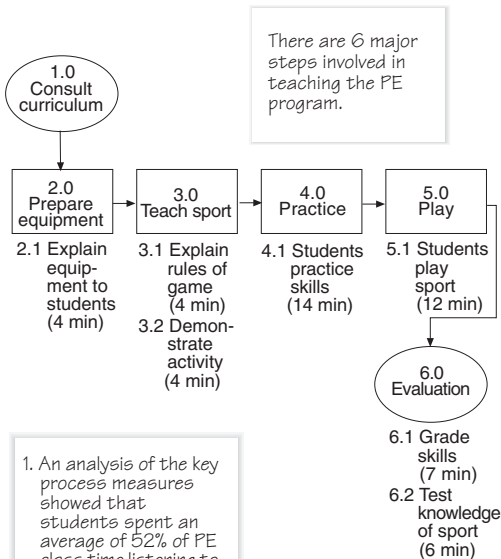 There are 6 major
steps involved in
teaching the PE
program.
1.0
Consult
curriculum
2.0
Prepare
equipment
2.1 Explain
equip-
ment to
students
(4 min)
3.0
Teach sport
3.1 Explain
rules of
game
(4 min)
3.2 Demon-
strate
activity
(4 min)
4.0
Practice
4.1 Students
practice
skills
(14 min)
5.0
Play
5.1 Students
play
sport
(12 min)
6.0
Evaluation
6.1 Grade
skills
(7 min)
6.2 Test
knowledge
of sport
(6 min)
1. An analysis of the key
process measures
showed that
students spent an
average of 52% of PE
class time listening to